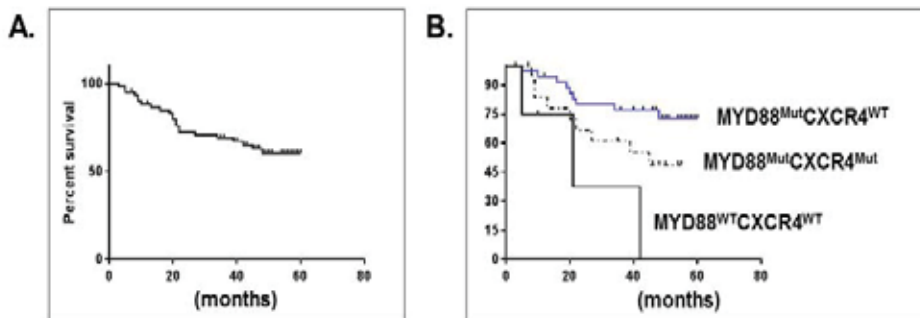 A.
Percent survival
100
50
0
0 20 40 60 80
(months)
B.
90
75
60
45
30
15
0
0 20 40 60 80
(months)
MYD88MutCXCR4WT
MYD88MutCXCR4Mut
MYD88WTCXCR4WT